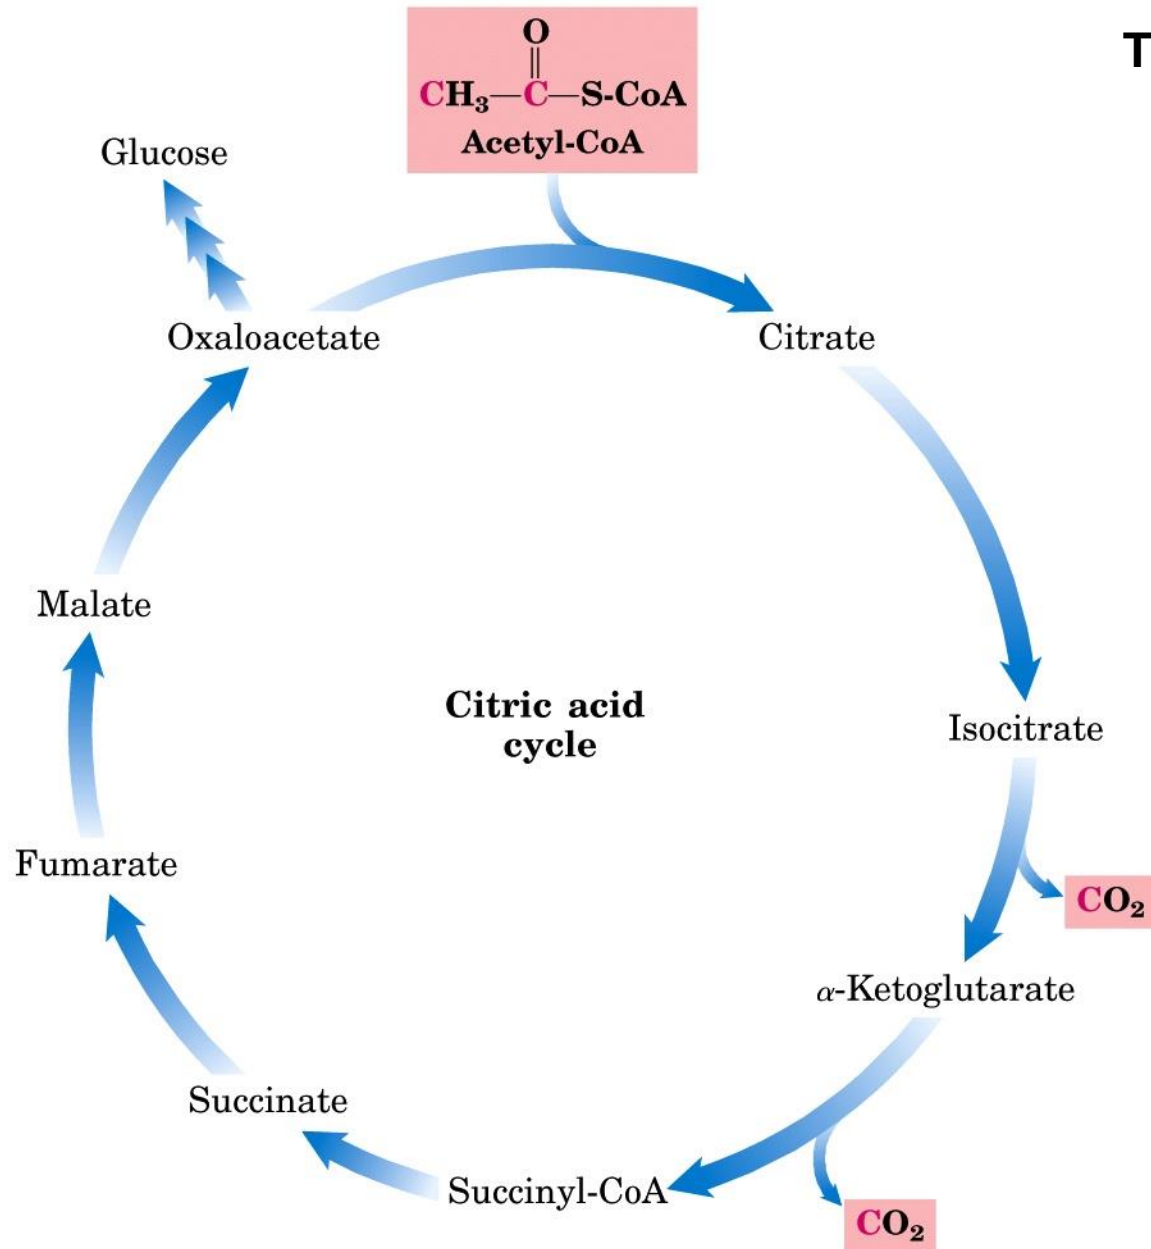 T
O
CH₃—C—S-CoA
Acetyl-CoA
Glucose
Oxaloacetate
Citrate
Malate
Citric acid
cycle
Isocitrate
Fumarate
CO₂
α-Ketoglutarate
Succinate
Succinyl-CoA
CO₂